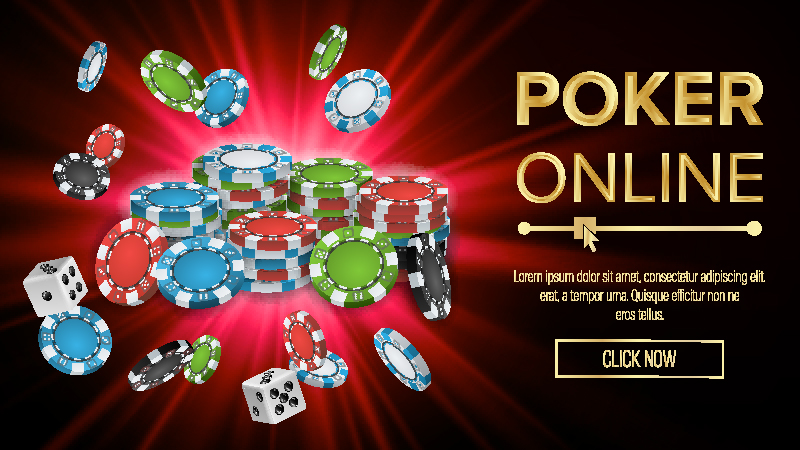 POKER
ONLINE
Lorem ipsum dolor sit amet, consectetur adipiscing elit.
erat, a tempor urna. Quisque efficitur non ne
eros tellus.
CLICK NOW